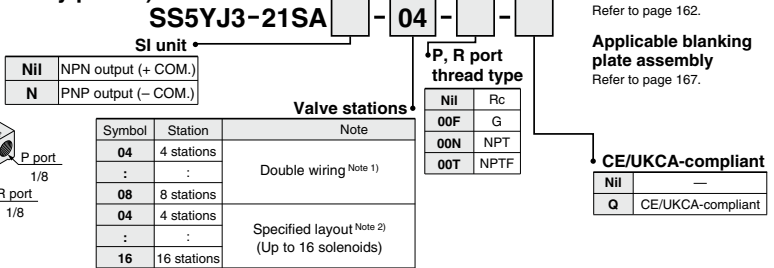 SS5YJ3-21SA - 04 - -
SI unit
Nil NPN output (+ COM.)
N PNP output (– COM.)
P port
1/8
R port
1/8
Valve stations
Symbol Station Note
04 4 stations
: :
08 8 stations
Double wiring Note 1)
04 4 stations
: :
16 16 stations
Specified layout Note 2)
(Up to 16 solenoids)
P, R port
thread type
Nil Rc
00F G
00N NPT
00T NPTF
Refer to page 162.
Applicable blanking
plate assembly
Refer to page 167.
CE/UKCA-compliant
Nil —
Q CE/UKCA-compliant